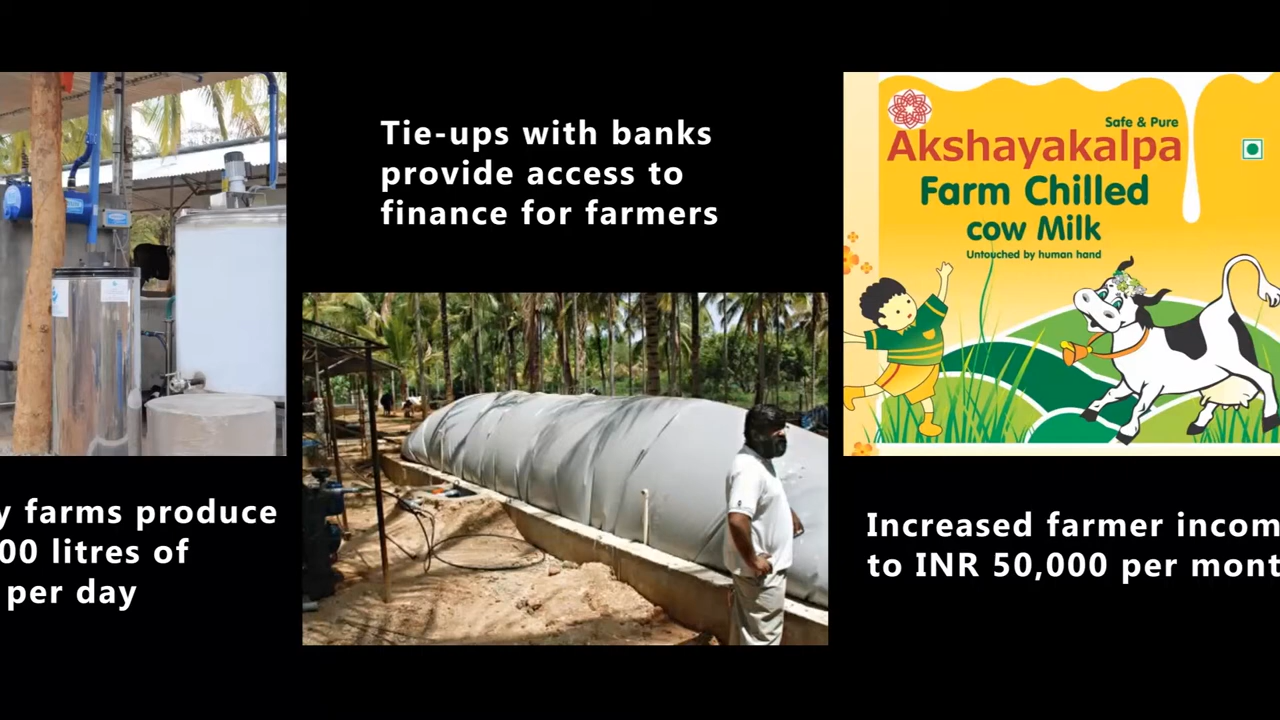 y farms produce
00 litres of
per day
Tie-ups with banks
provide access to
finance for farmers
Safe & Pure
Akshayakalpa
Farm Chilled
cow Milk
Untouched by human hand
Increased farmer incom
to INR 50,000 per mont